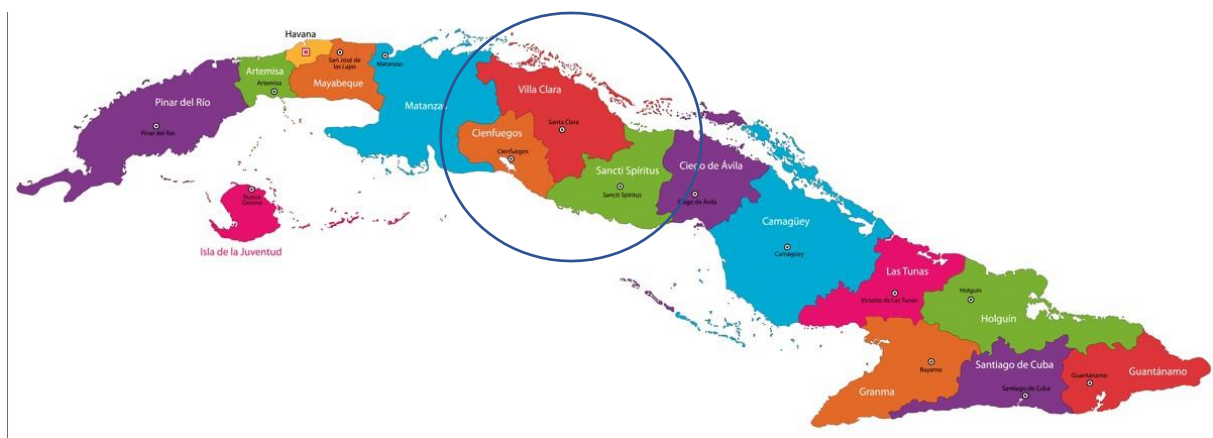 Havana
San José de
las Lajas
Matanzas
Artemisa
Artemisa
Mayabeque
Pinar del Río
Pinar del Río
Matanzas
Villa Clara
Santa Clara
Cienfuegos
Cienfuegos
Sancti Spíritus
Sancti Spíritus
Ciego de Ávila
Ciego de Ávila
Nueva
Gerona
Isla de la Juventud
Camagüey
Camagüey
Las Tunas
Victoria de Las Tunas
Holguín
Holguín
Bayamo
Granma
Santiago de Cuba
Santiago de Cuba
Guantánamo
Guantánamo